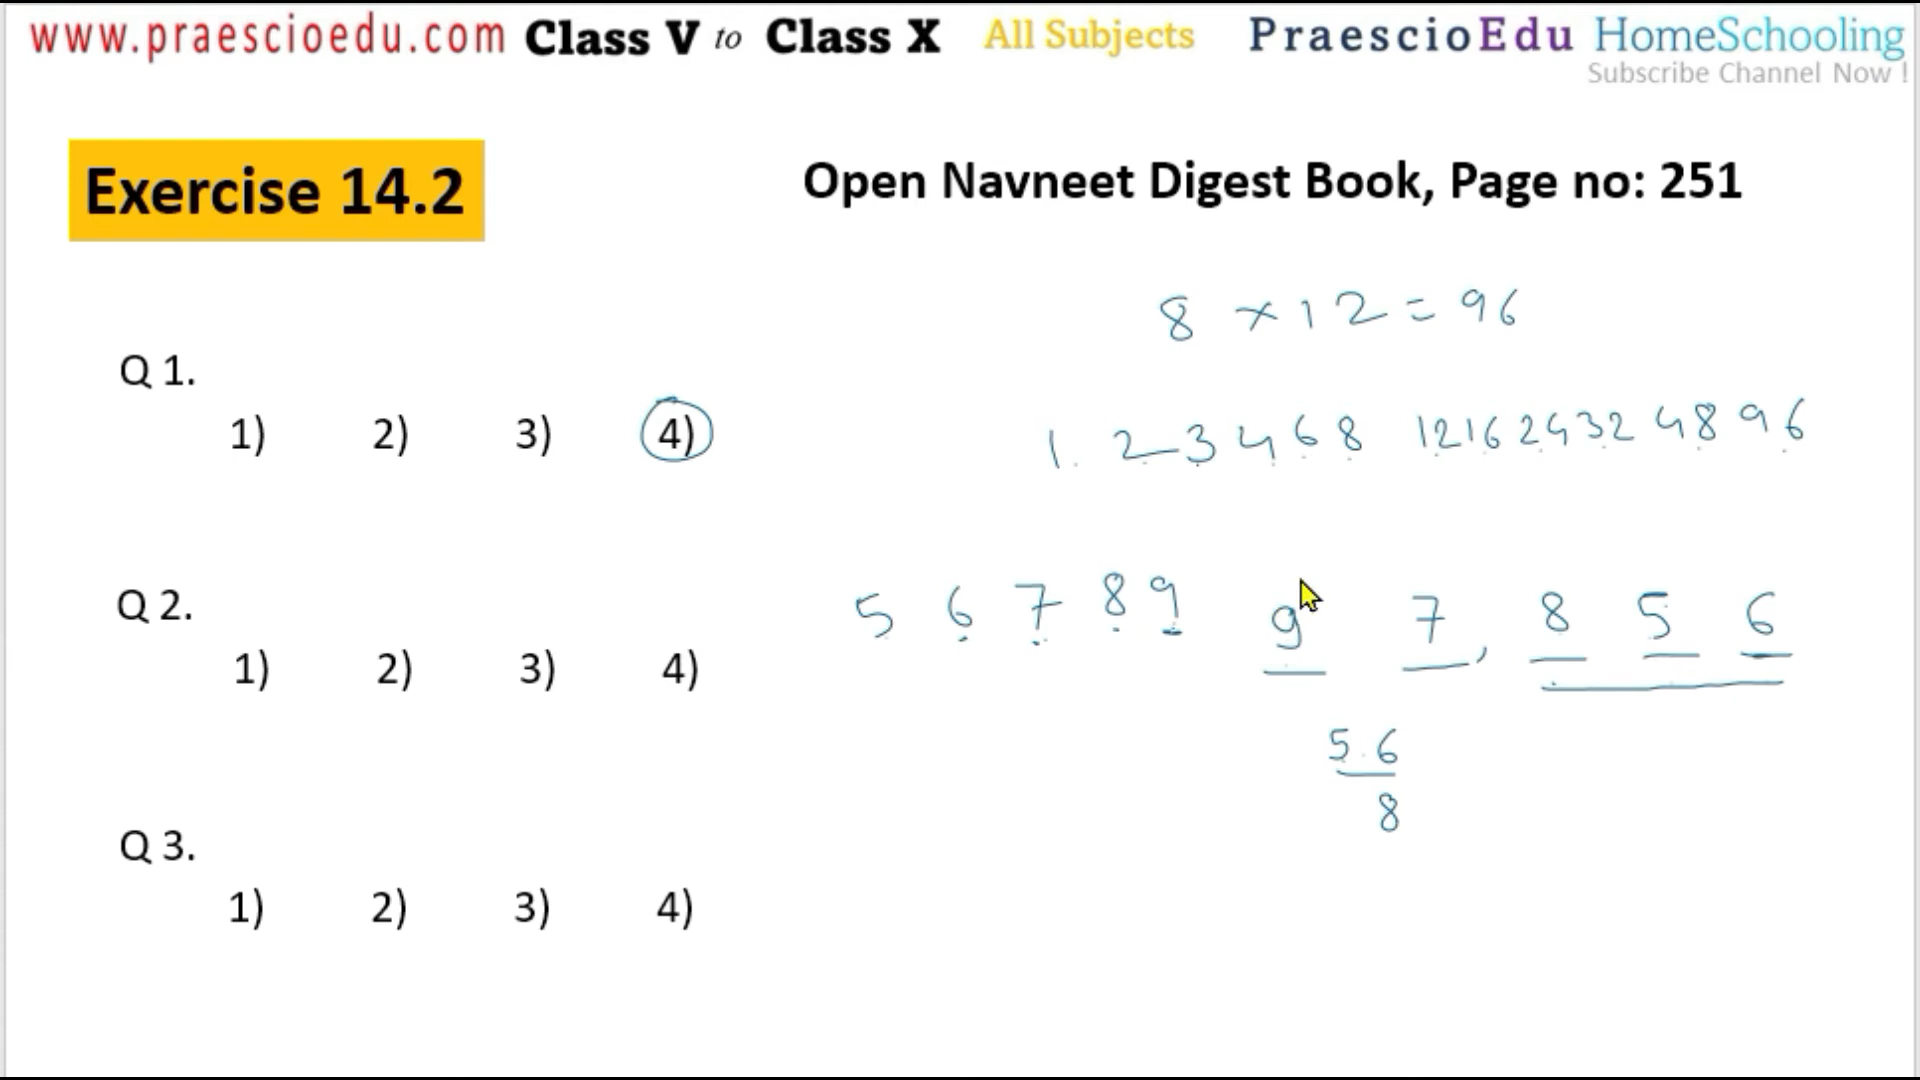 www.praescioedu.com Class V to Class X All Subjects PraescioEdu HomeSchooling
Subscribe Channel Now !
Exercise 14.2 Open Navneet Digest Book, Page no: 251
8 × 12 = 96
Q 1.
1) 2) 3) 4) 1. 2 3 4 6 8 12 16 24 32 48 96
Q 2. 5 6 7 8 9 9 7, 8 5 6
1) 2) 3) 4)
5.6
8
Q 3.
1) 2) 3) 4)